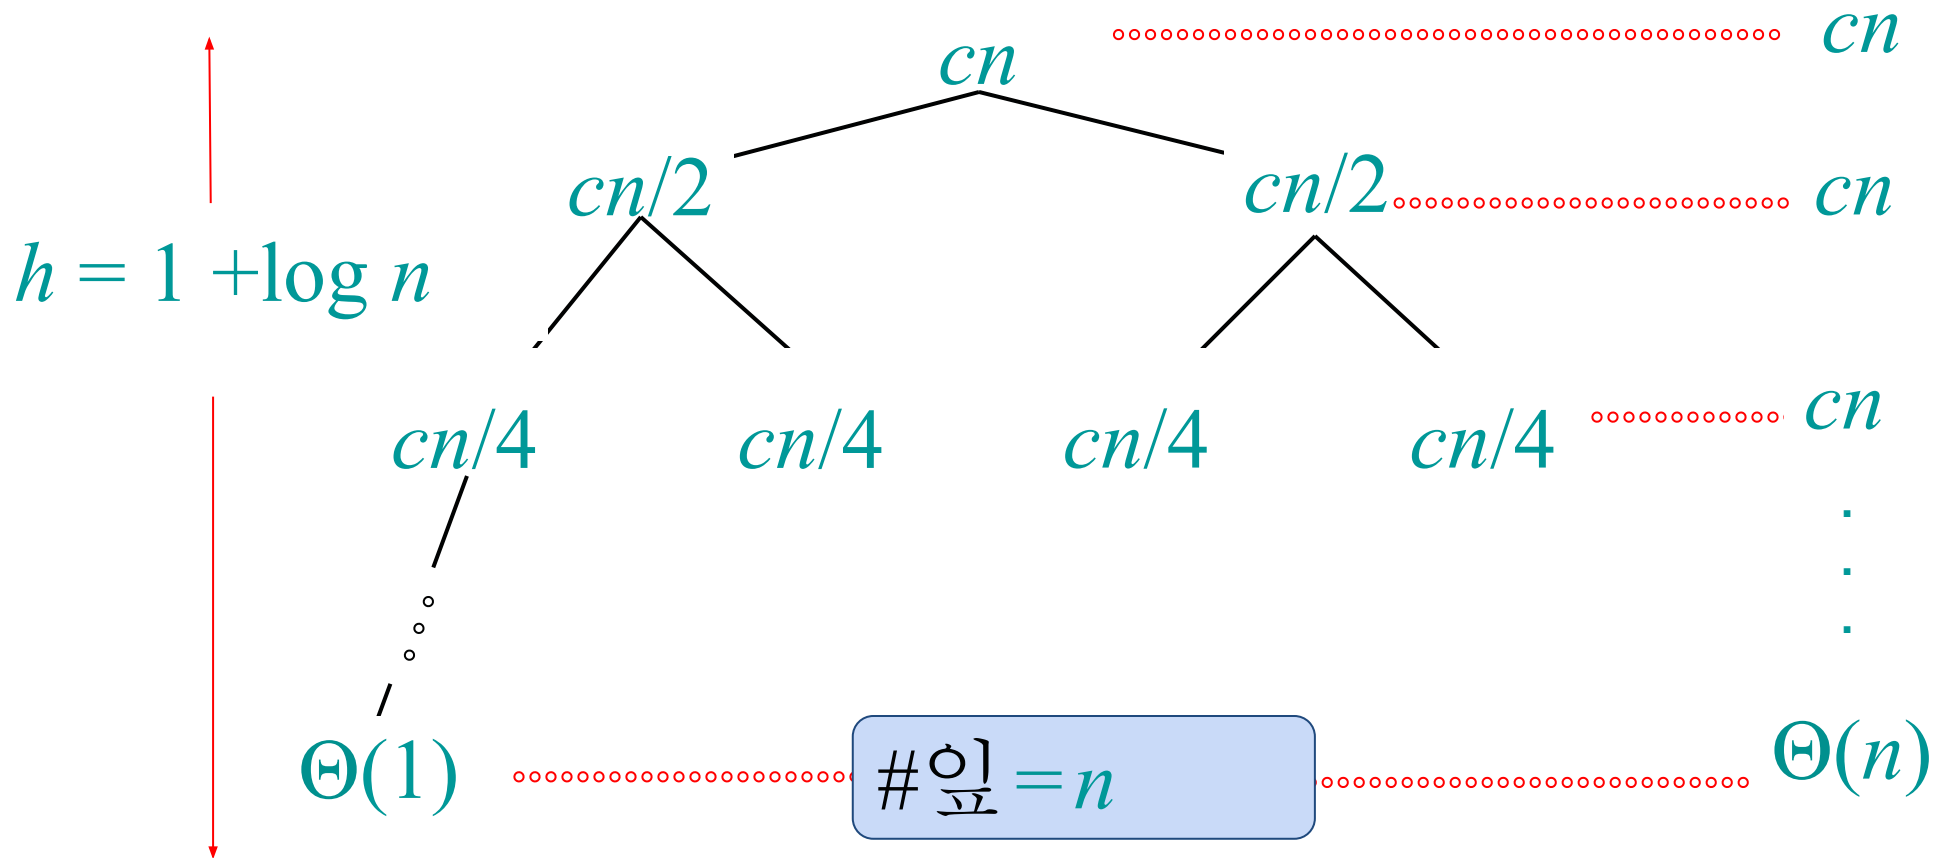 cn
cn
cn/2
cn/2
cn
h = 1 +log n
cn/4
cn/4
cn/4
cn/4
cn
.
.
.
Θ(1)
#잎 = n
Θ(n)